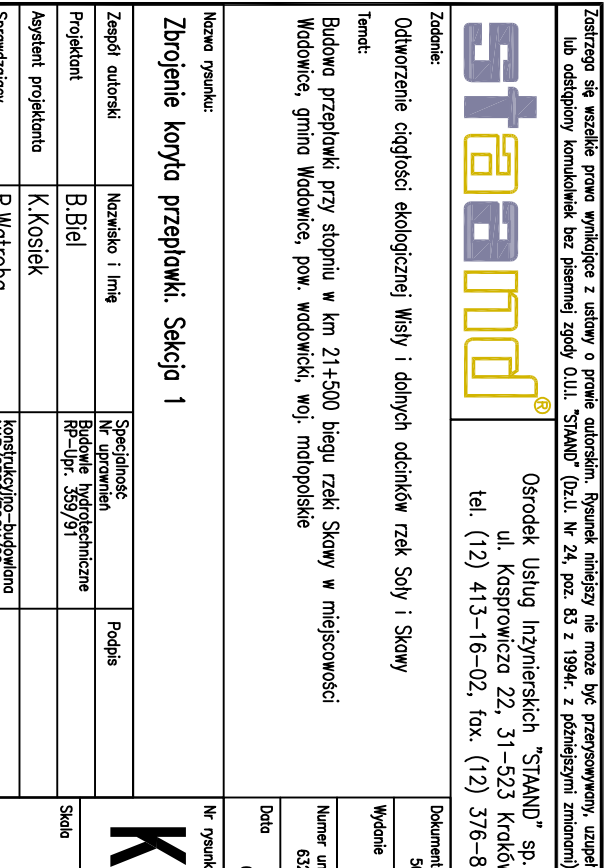 Zastrzega się wszelkie prawa wynikające z ustawy o prawie autorskim. Rysunek niniejszy nie może być przerysowywany,
lub odstąpiony komukolwiek bez pisemnej zgody O.U.I. "STAAND" (Dz.U. Nr 24, poz. 83 z 1994r. z późniejszymi zmianami)
staand®
Ośrodek Usług Inżynierskich "STAAND" sp.
ul. Kasprowicza 22, 31-523 Kraków
tel. (12) 413-16-02, fax. (12) 376-8
Zadanie:
Odtworzenie ciągłości ekologicznej Wisły i dolnych odcinków rzek Soły i Skawy
Temat:
Budowa przepławki przy stopniu w km 21+500 biegu rzeki Skawy w miejscowości
Wadowice, gmina Wadowice, pow. wadowicki, woj. małopolskie
Dokument
Wydanie
Numer
Data
Nazwa rysunku:
Zbrojenie koryta przepławki. Sekcja 1
Nr
K
Zespół autorski
Nazwisko i Imię
Specjalność
Nr uprawnień
Podpis
Projektant
B.Biel
Budowle hydrotechniczne
RP-Upr. 359/91
Skala
Asystent projektanta
K.Kosiek
konstrukcyjno-budowlana